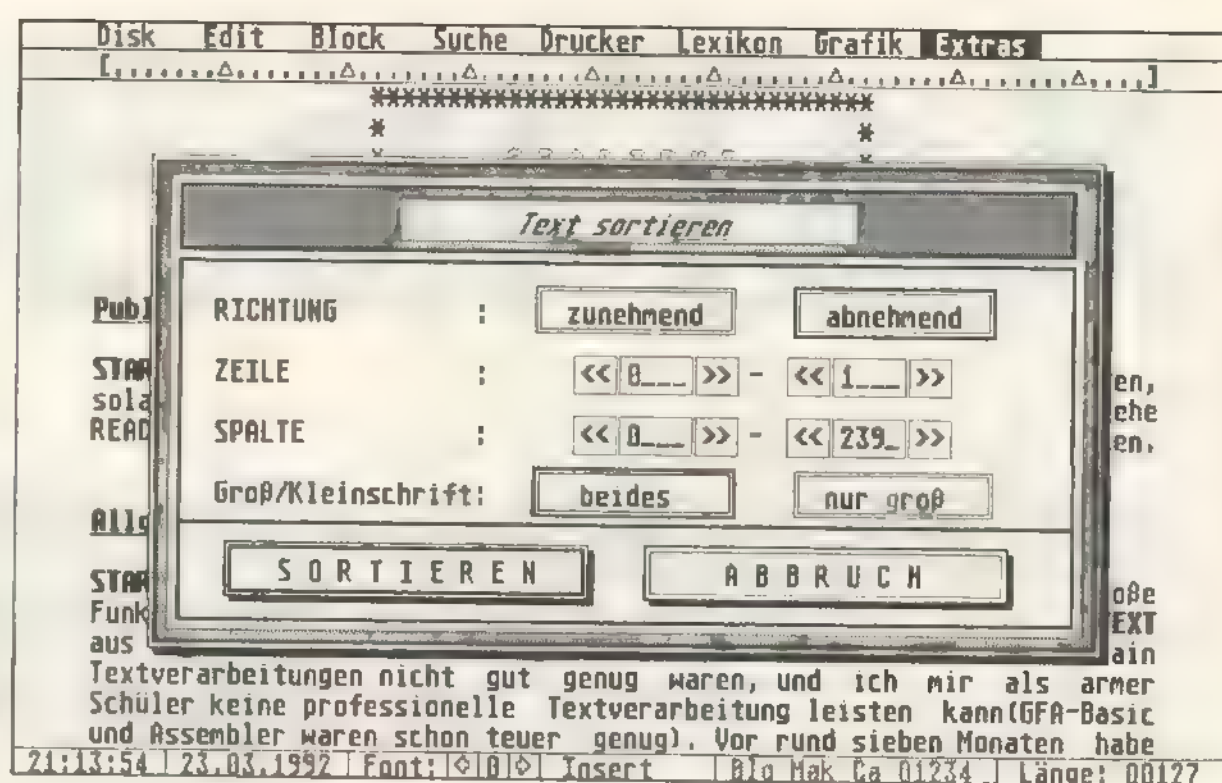 Disk Edit Block Suche Drucker Lexikon Grafik Extras
*****************************************
* *
Text sortieren
Publ
RICHTUNG : zunehmend abnehmend
STAR ZEILE : << 0___ >> - << 1___ >> en,
sola ehe
READ SPALTE : << 0___ >> - << 239_ >> en.
Groß/Kleinschrift: beides nur groß
Allg
SORTIEREN ABBRUCH
STAR oße
Funk EXT
aus ain
Textverarbeitungen nicht gut genug waren, und ich mir als armer
Schüler keine professionelle Textverarbeitung leisten kann(GFA-Basic
und Assembler waren schon teuer genug). Vor rund sieben Monaten habe
21:13:54 23.03.1992 Font: 0 Insert Blo Mak Ca 01234 Länge: 00127